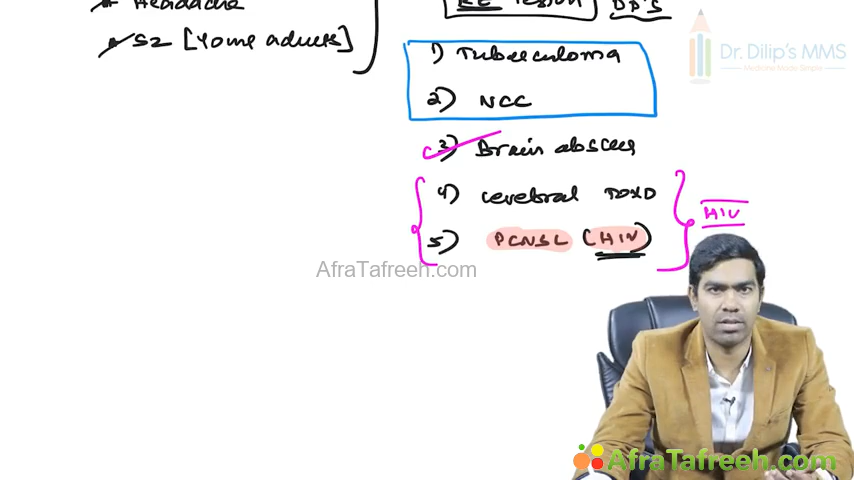 Headache
RE lesion DD's
Sz [young adults]
Dr. Dilip's MMS
Medicine Made Simple
1) Tuberculoma
2) NCC
3) Brain abscess
4) cerebral TOXO
HIV
5) PCNSL (HIV)
AfraTafreeh.com
AfraTafreeh.com